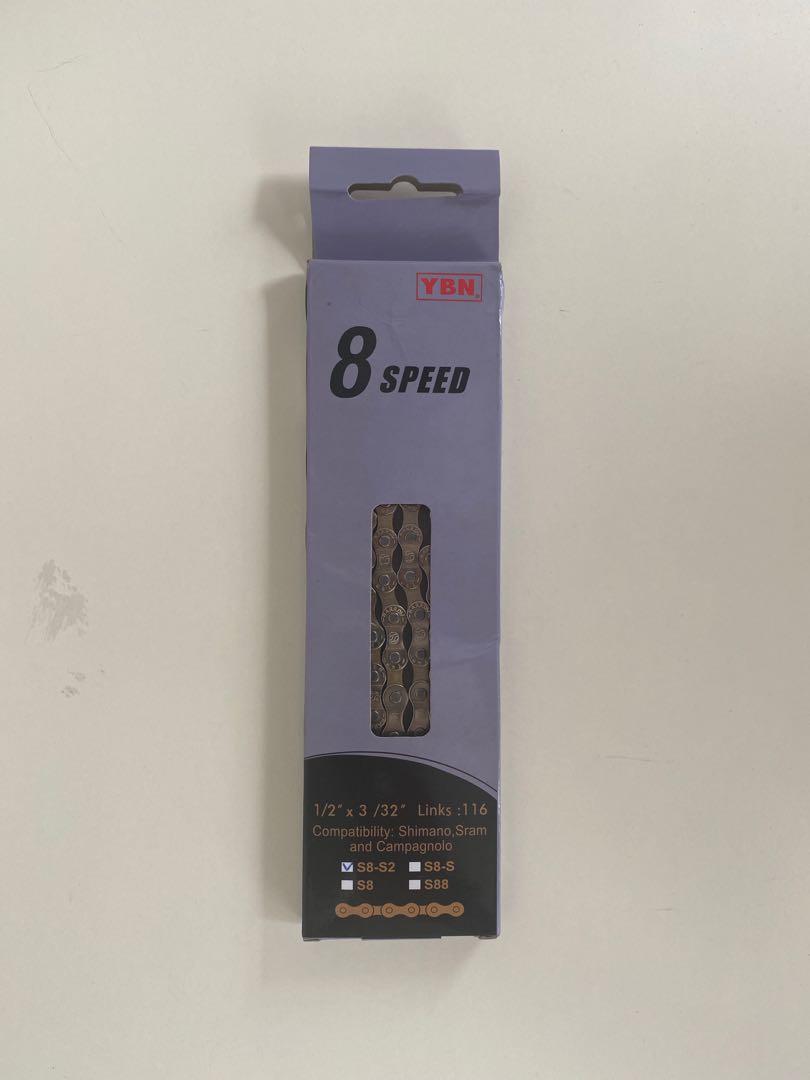 YBN
8 SPEED
1/2" x 3 /32" Links :116
Compatibility: Shimano,Sram
and Campagnolo
S8-S2 S8-S
S8 S88